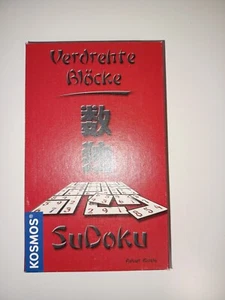 Verdrehte
Blöcke
数
独
SuDoku
KOSMOS